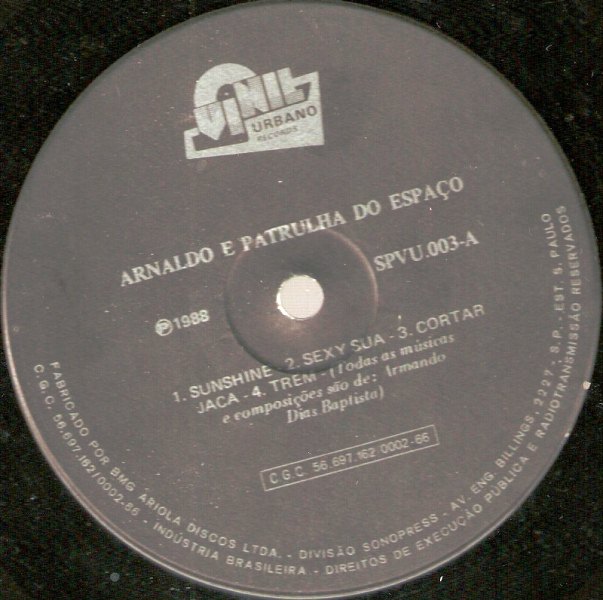 VINIL
URBANO
RECORDS
ARNALDO E PATRULHA DO ESPAÇO
SPVU.003-A
℗1988
1. SUNSHINE - 2. SEXY SUA - 3. CORTAR
JACA - 4. TREM - (Todas as músicas
e composições são de: Armando
Dias Baptista)
C.G.C. 56.697.162 0002-66
FABRICADO POR BMG ARIOLA DISCOS LTDA. - DIVISÃO SONOPRESS - AV. ENG. BILLINGS, 2227, S.P. - EST. S. PAULO
C.G.C. 56.697.162/0002-66 - INDÚSTRIA BRASILEIRA. - DIREITOS DE EXECUÇÃO PÚBLICA E RADIOTRANSMISSÃO RESERVADOS